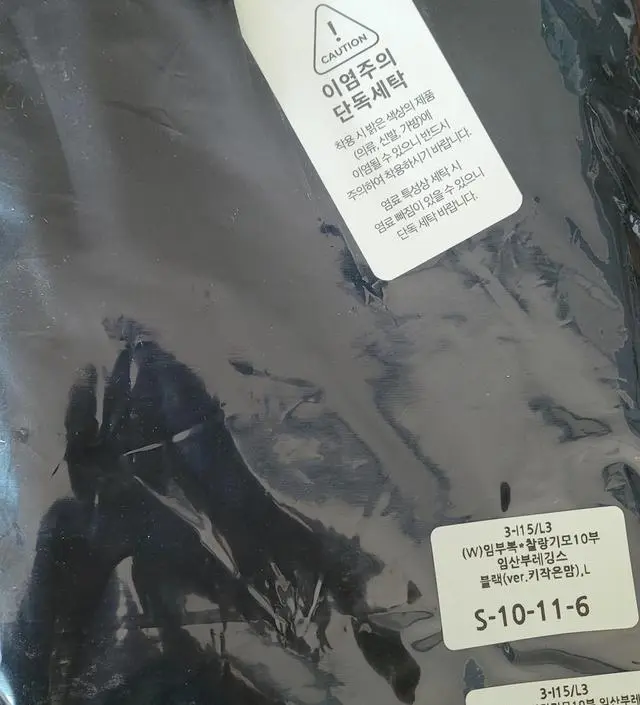 !
CAUTION
이염주의
단독세탁
착용 시 밝은 색상의 제품
(의류, 신발, 가방)에
이염될 수 있으니 반드시
주의하여 착용하시기 바랍니다.
염료 특성상 세탁 시
염료 빠짐이 있을 수 있으니
단독 세탁 바랍니다.
3-I15/L3
(W)임부복*찰랑기모10부
임산부레깅스
블랙(ver.키작은맘),L
S-10-11-6
3-I15/L3
임산부레